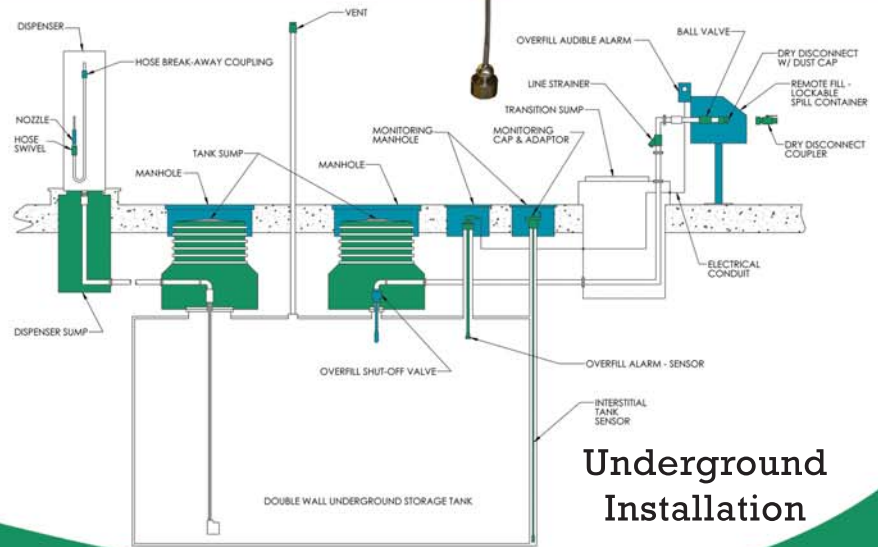 VENT
DISPENSER
HOSE BREAK-AWAY COUPLING
NOZZLE
HOSE
SWIVEL
TANK SUMP
MANHOLE
MANHOLE
MONITORING
MANHOLE
MONITORING
CAP & ADAPTOR
TRANSITION SUMP
LINE STRAINER
OVERFILL AUDIBLE ALARM
BALL VALVE
DRY DISCONNECT
W/ DUST CAP
REMOTE FILL -
LOCKABLE
SPILL CONTAINER
DRY DISCONNECT
COUPLER
ELECTRICAL
CONDUIT
DISPENSER SUMP
OVERFILL SHUT-OFF VALVE
OVERFILL ALARM - SENSOR
INTERSTITIAL
TANK
SENSOR
DOUBLE WALL UNDERGROUND STORAGE TANK
Underground
Installation